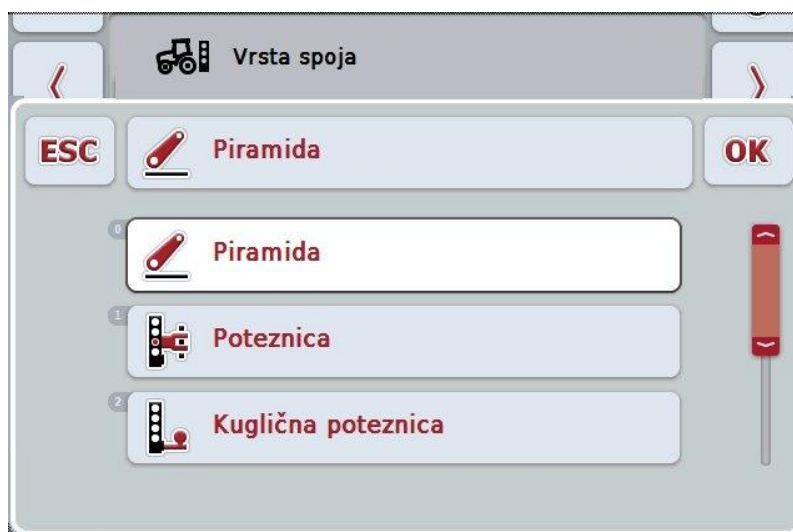 Vrsta spoja
ESC
Piramida
OK
0
Piramida
1
Poteznica
2
Kuglična poteznica